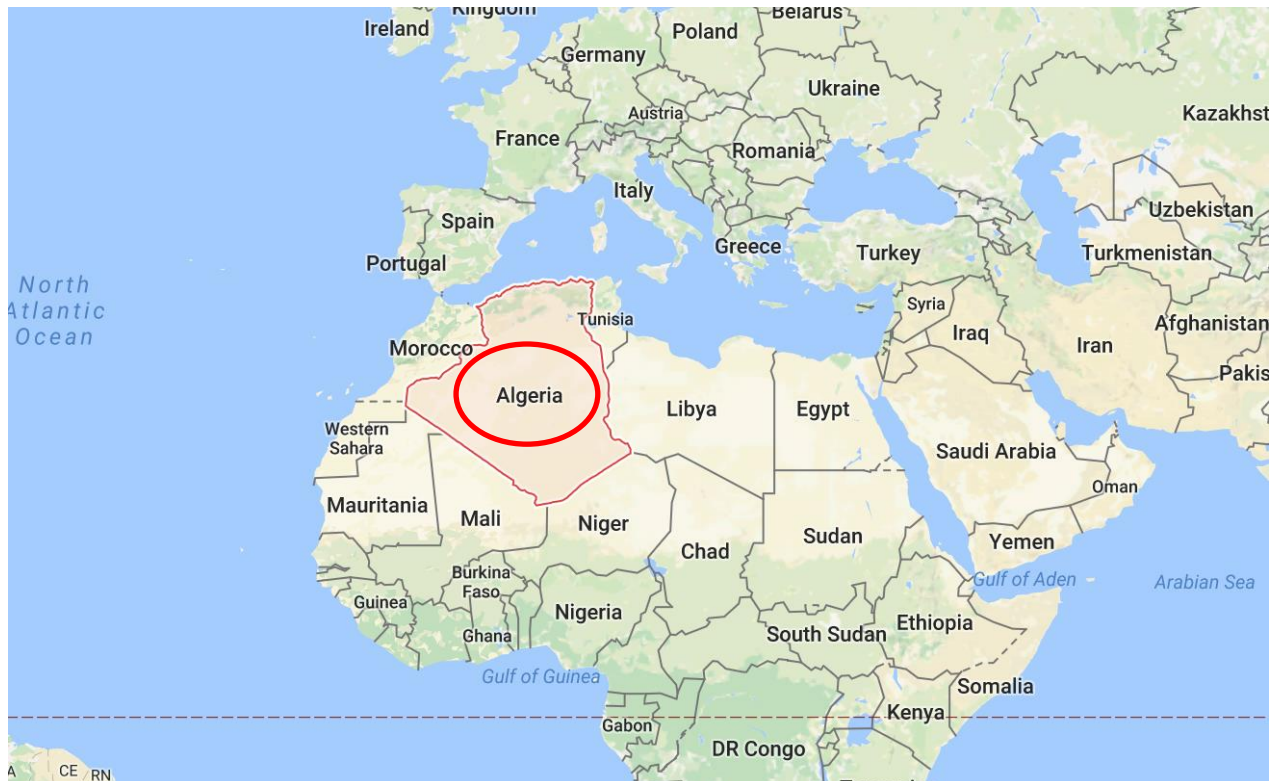 Kingdom
Belarus
Ireland
Poland
Germany
Ukraine
Kazakhst
Austria
France
Romania
Italy
Uzbekistan
Spain
Greece
Turkey
Turkmenistan
Portugal
North
Atlantic
Ocean
Syria
Tunisia
Afghanistan
Iraq
Iran
Morocco
Pakis
Algeria
Libya
Egypt
Western
Sahara
Saudi Arabia
Oman
Mauritania
Mali
Niger
Sudan
Yemen
Chad
Burkina
Faso
Gulf of Aden
Arabian Sea
Guinea
Nigeria
Ethiopia
Ghana
South Sudan
Gulf of Guinea
Somalia
Kenya
Gabon
DR Congo
A
CE
RN